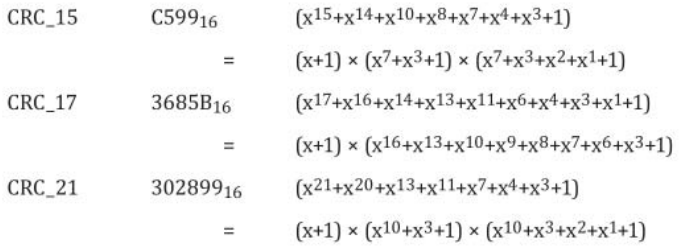 CRC_15 C599₁₆ (x¹⁵+x¹⁴+x¹⁰+x⁸+x⁷+x⁴+x³+1)
= (x+1) × (x⁷+x³+1) × (x⁷+x³+x²+x¹+1)
CRC_17 3685B₁₆ (x¹⁷+x¹⁶+x¹⁴+x¹³+x¹¹+x⁶+x⁴+x³+x¹+1)
= (x+1) × (x¹⁶+x¹³+x¹⁰+x⁹+x⁸+x⁷+x⁶+x³+1)
CRC_21 302899₁₆ (x²¹+x²⁰+x¹³+x¹¹+x⁷+x⁴+x³+1)
= (x+1) × (x¹⁰+x³+1) × (x¹⁰+x³+x²+x¹+1)